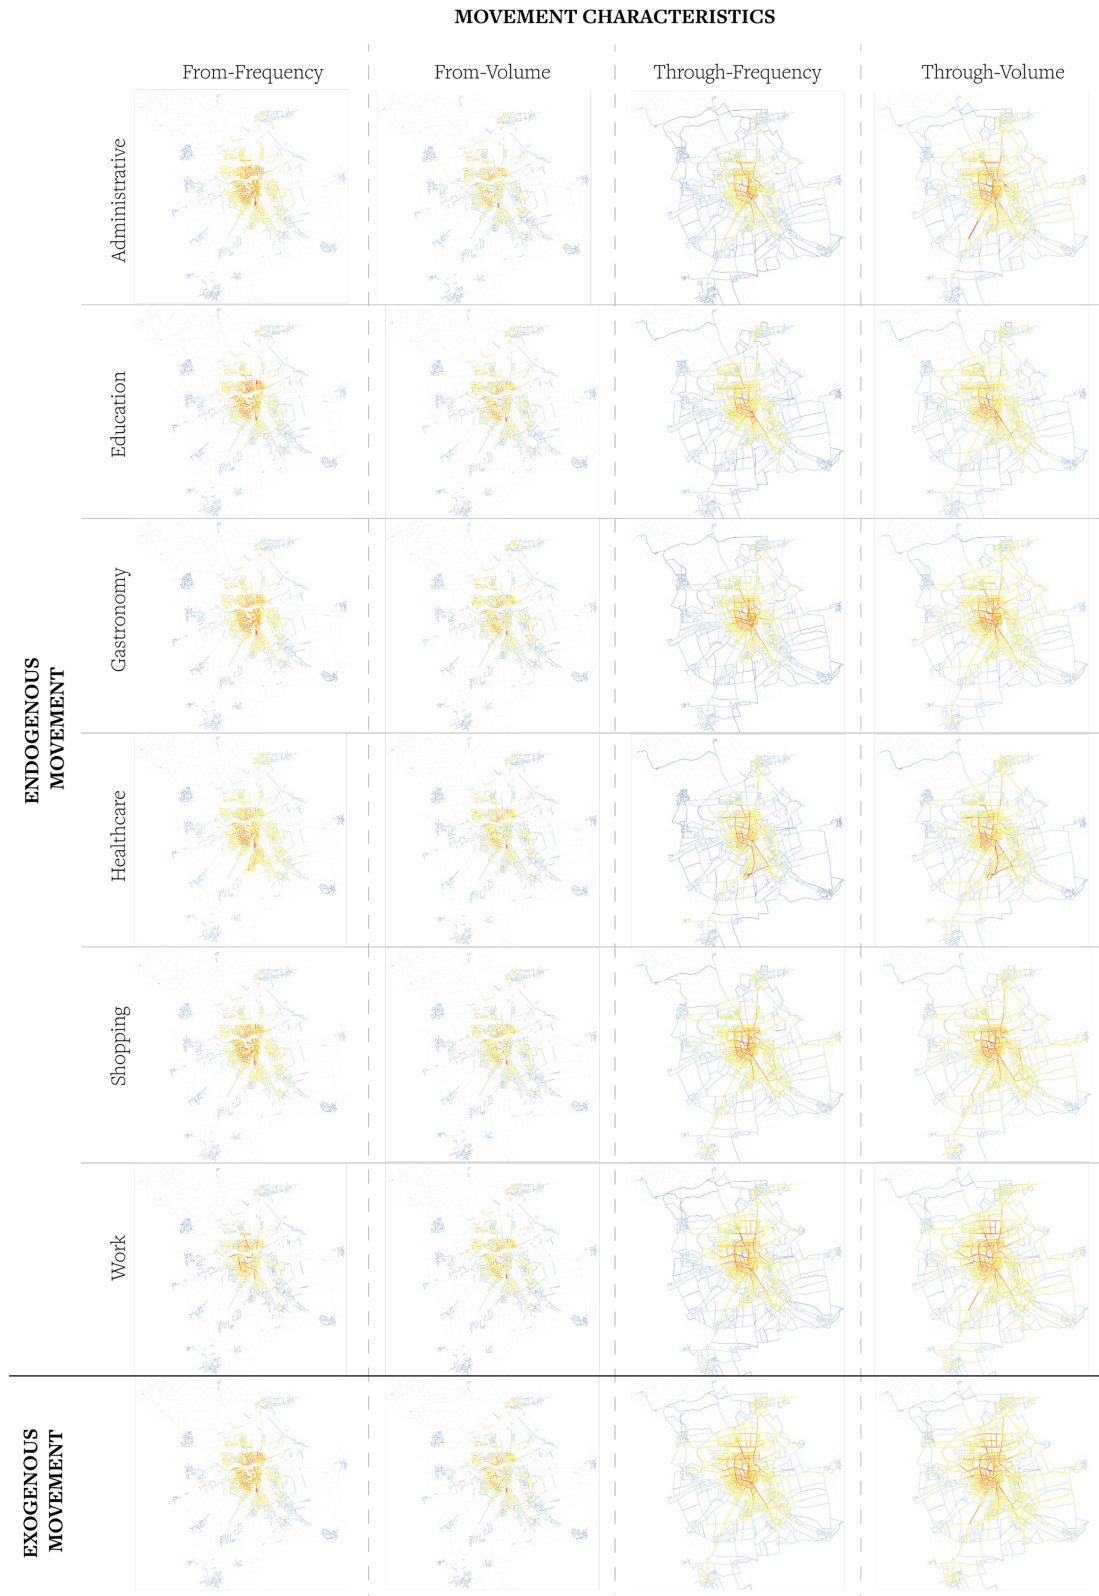 MOVEMENT CHARACTERISTICS
From-Frequency
From-Volume
Through-Frequency
Through-Volume
ENDOGENOUS
MOVEMENT
Administrative
Education
Gastronomy
Healthcare
Shopping
Work
EXOGENOUS
MOVEMENT